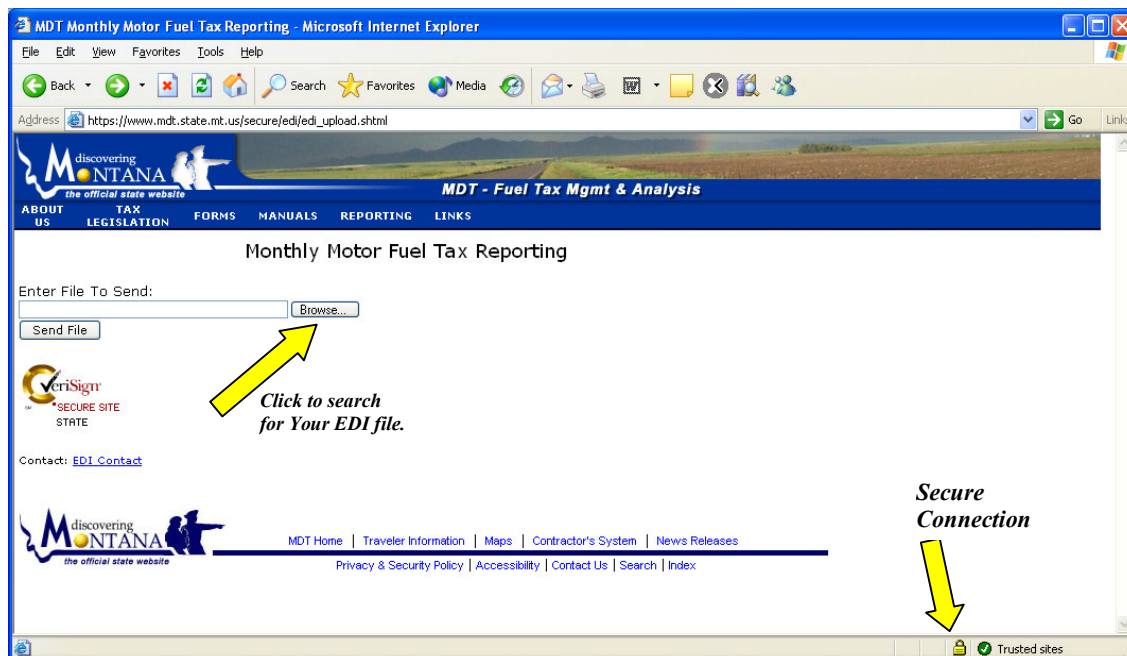 MDT Monthly Motor Fuel Tax Reporting - Microsoft Internet Explorer
File Edit View Favorites Tools Help
Back Search Favorites Media
Address https://www.mdt.state.mt.us/secure/edi/edi_upload.shtml Go Links
discovering
MONTANA
the official state website
MDT - Fuel Tax Mgmt & Analysis
ABOUT US TAX LEGISLATION FORMS MANUALS REPORTING LINKS
Monthly Motor Fuel Tax Reporting
Enter File To Send:
Browse...
Send File
VeriSign
SECURE SITE
STATE
Click to search
for Your EDI file.
Contact: EDI Contact
Secure
Connection
discovering
MONTANA
the official state website
MDT Home | Traveler Information | Maps | Contractor's System | News Releases
Privacy & Security Policy | Accessibility | Contact Us | Search | Index
Trusted sites